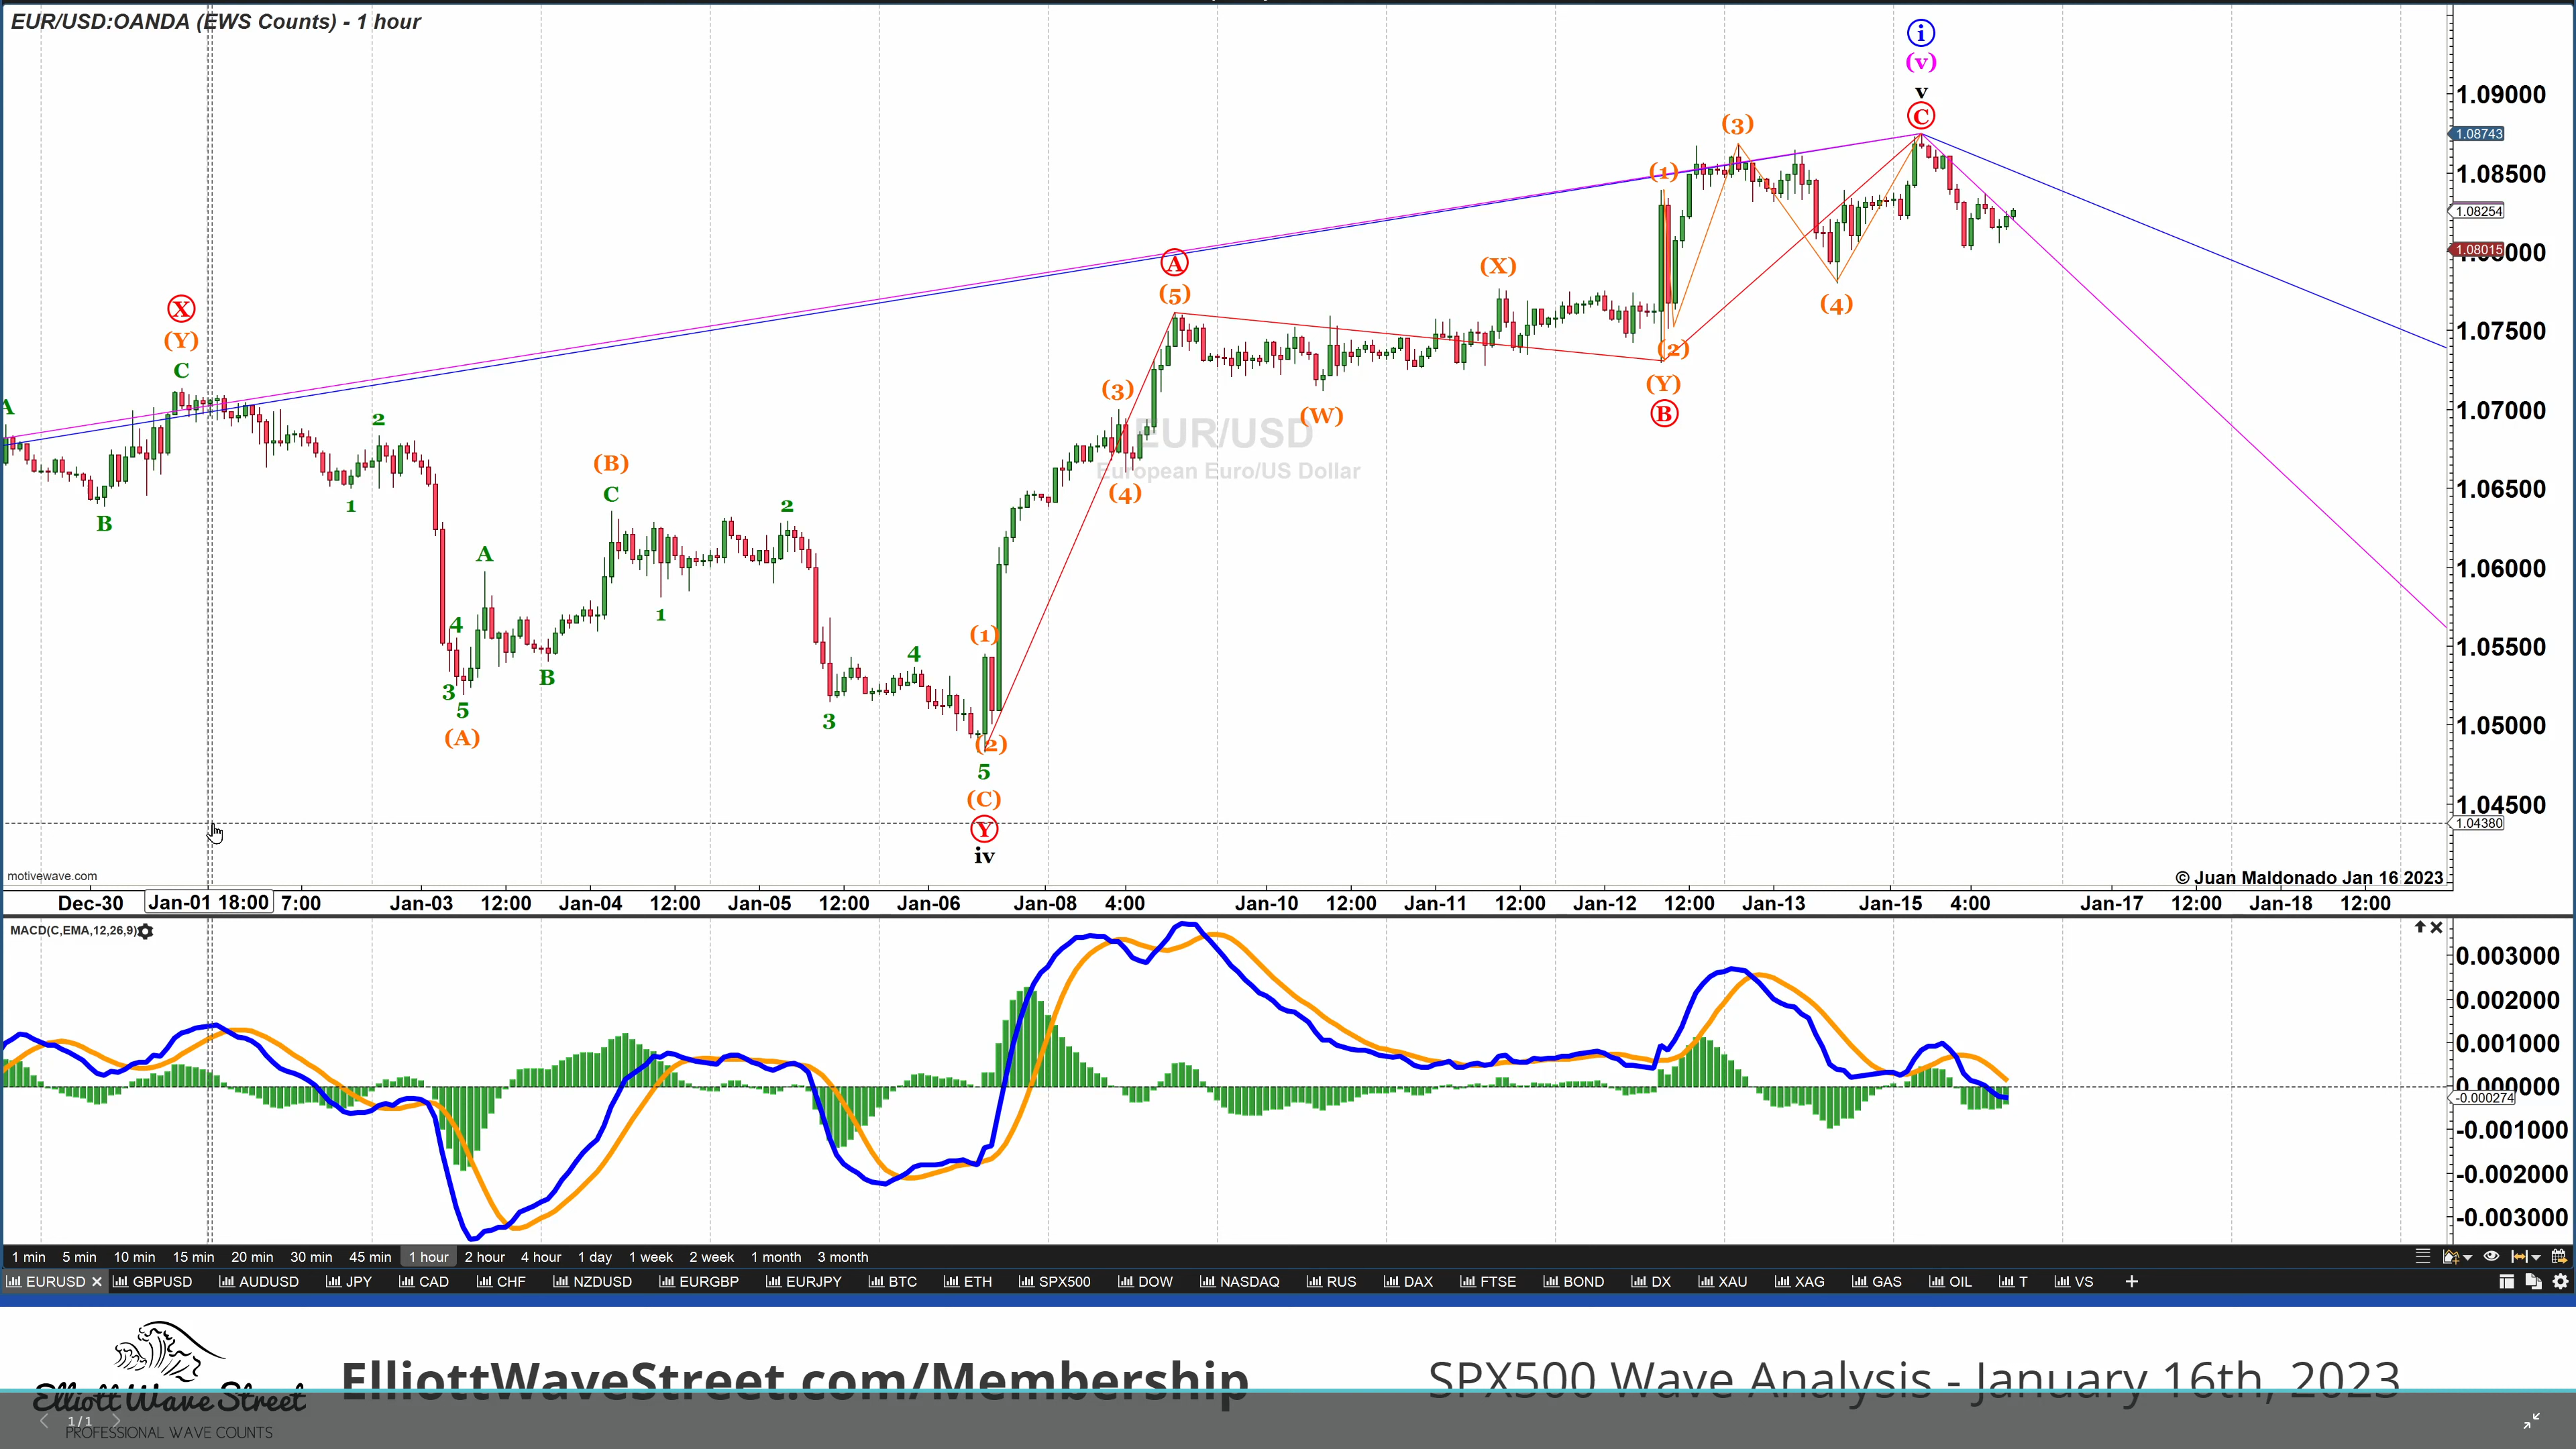 EUR/USD:OANDA (EWS Counts) - 1 hour
i
(v)
v
C
1.09000
1.08743
1.08500
1.08254
1.08015
1.07500
1.07000
1.06500
1.06000
1.05500
1.05000
1.04500
1.04380
(3)
(1)
A
(5)
(X)
X
(Y)
C
(4)
(2)
(Y)
B
(3)
(W)
A
2
EUR/USD
European Euro/US Dollar
(B)
C
(4)
B
1
2
A
1
4
(1)
4
B
3
5
3
(A)
(2)
5
(C)
Y
iv
motivewave.com
© Juan Maldonado Jan 16 2023
Dec-30 Jan-01 18:00 7:00 Jan-03 12:00 Jan-04 12:00 Jan-05 12:00 Jan-06 Jan-08 4:00 Jan-10 12:00 Jan-11 12:00 Jan-12 12:00 Jan-13 Jan-15 4:00 Jan-17 12:00 Jan-18 12:00
MACD(C,EMA,12,26,9)
0.003000
0.002000
0.001000
0.000000
-0.000274
-0.001000
-0.002000
-0.003000
1 min 5 min 10 min 15 min 20 min 30 min 45 min 1 hour 2 hour 4 hour 1 day 1 week 2 week 1 month 3 month
EURUSD GBPUSD AUDUSD JPY CAD CHF NZDUSD EURGBP EURJPY BTC ETH SPX500 DOW NASDAQ RUS DAX FTSE BOND DX XAU XAG GAS OIL T VS +
Elliott Wave Street
PROFESSIONAL WAVE COUNTS
ElliottWaveStreet.com/Membership
SPX500 Wave Analysis - January 16th, 2023
1/1